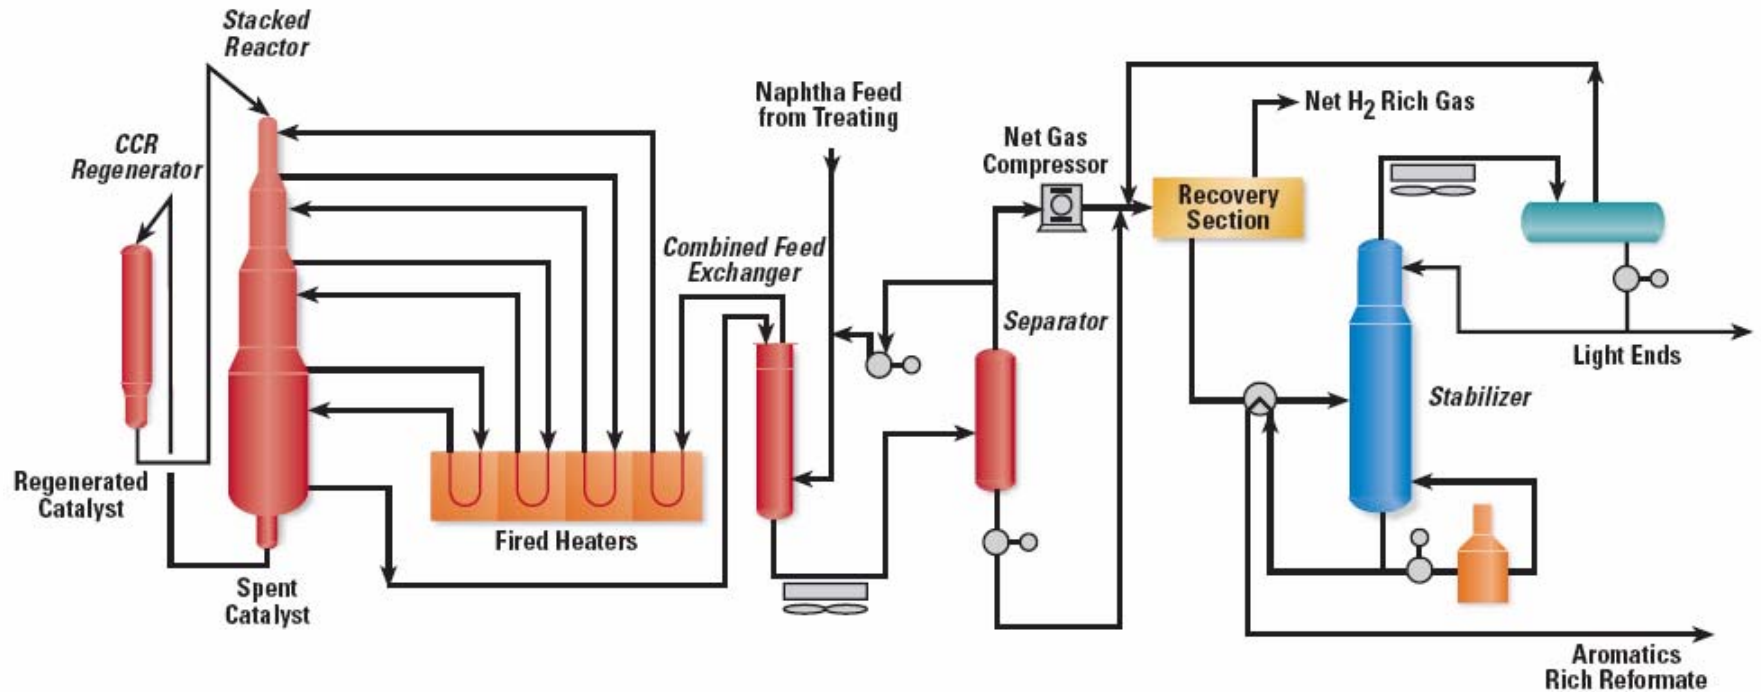 Stacked
Reactor
CCR
Regenerator
Naphtha Feed
from Treating
Net Gas
Compressor
Net H2 Rich Gas
Recovery
Section
Combined Feed
Exchanger
Separator
Light Ends
Stabilizer
Regenerated
Catalyst
Fired Heaters
Spent
Catalyst
Aromatics
Rich Reformate